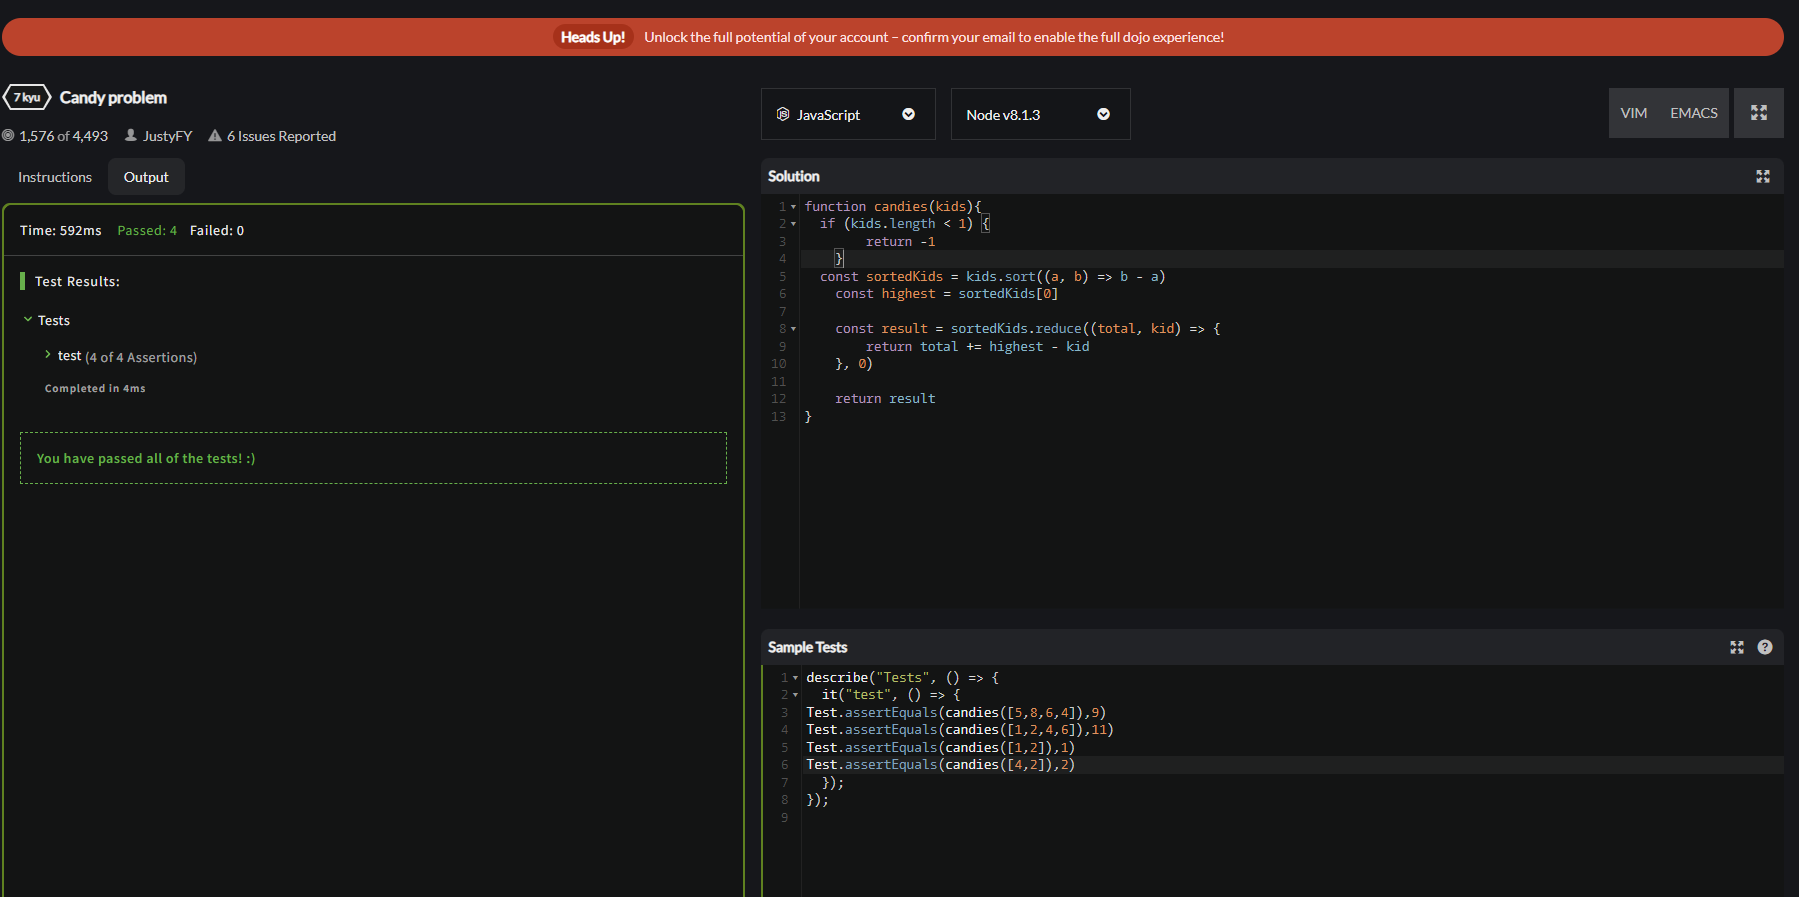 Heads Up! Unlock the full potential of your account – confirm your email to enable the full dojo experience!
7 kyu Candy problem
1,576 of 4,493 JustyFY 6 Issues Reported
Instructions Output
Time: 592ms Passed: 4 Failed: 0
Test Results:
Tests
test (4 of 4 Assertions)
Completed in 4ms
You have passed all of the tests! :)
JavaScript Node v8.1.3 VIM EMACS
Solution
1 function candies(kids){
2 if (kids.length < 1) {
3 return -1
4 }
5 const sortedKids = kids.sort((a, b) => b - a)
6 const highest = sortedKids[0]
7
8 const result = sortedKids.reduce((total, kid) => {
9 return total += highest - kid
10 }, 0)
11
12 return result
13 }
Sample Tests ?
1 describe("Tests", () => {
2 it("test", () => {
3 Test.assertEquals(candies([5,8,6,4]),9)
4 Test.assertEquals(candies([1,2,4,6]),11)
5 Test.assertEquals(candies([1,2]),1)
6 Test.assertEquals(candies([4,2]),2)
7 });
8 });
9